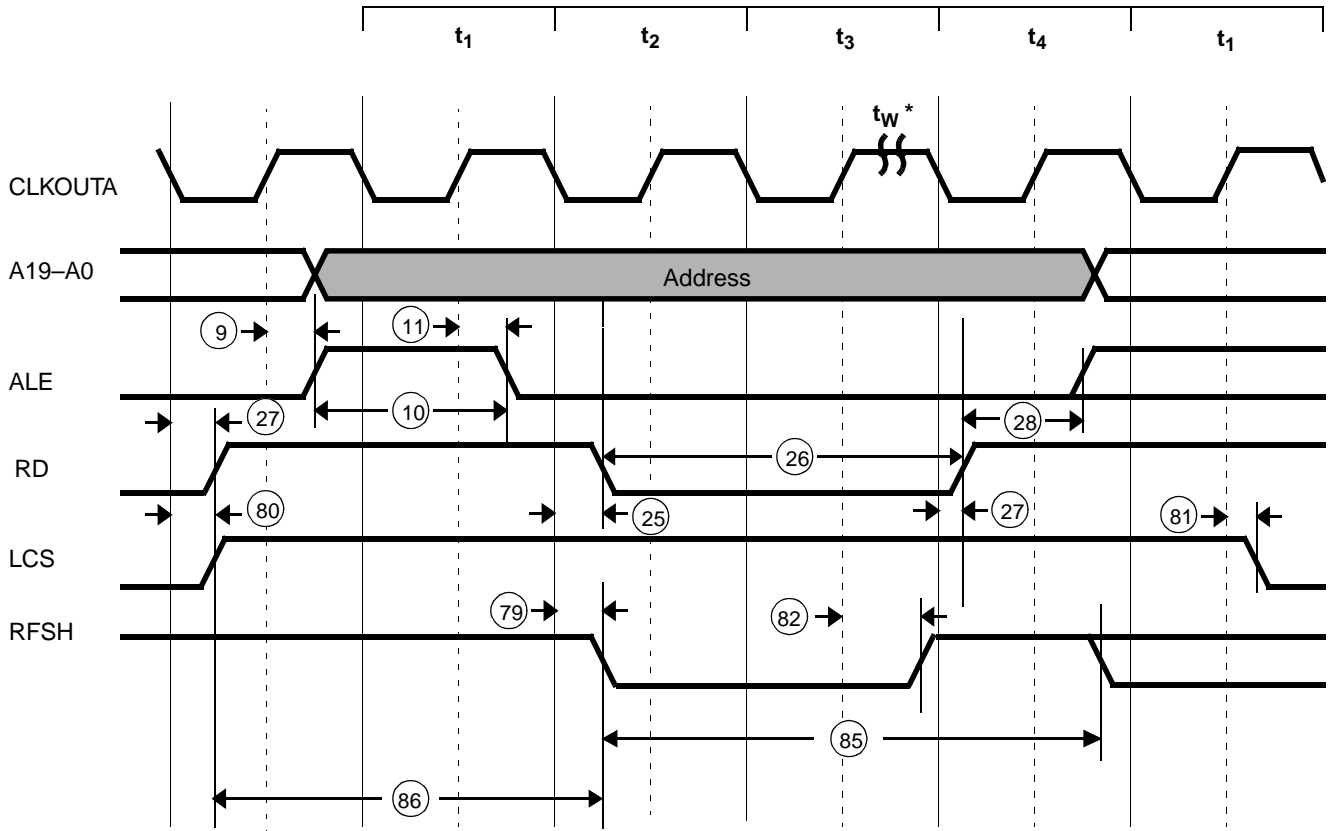 t1 t2 t3 t4 t1
tW *
CLKOUTA
A19–A0
Address
9
11
ALE
10
27
28
RD
26
80
25
27
81
LCS
79
82
RFSH
85
86